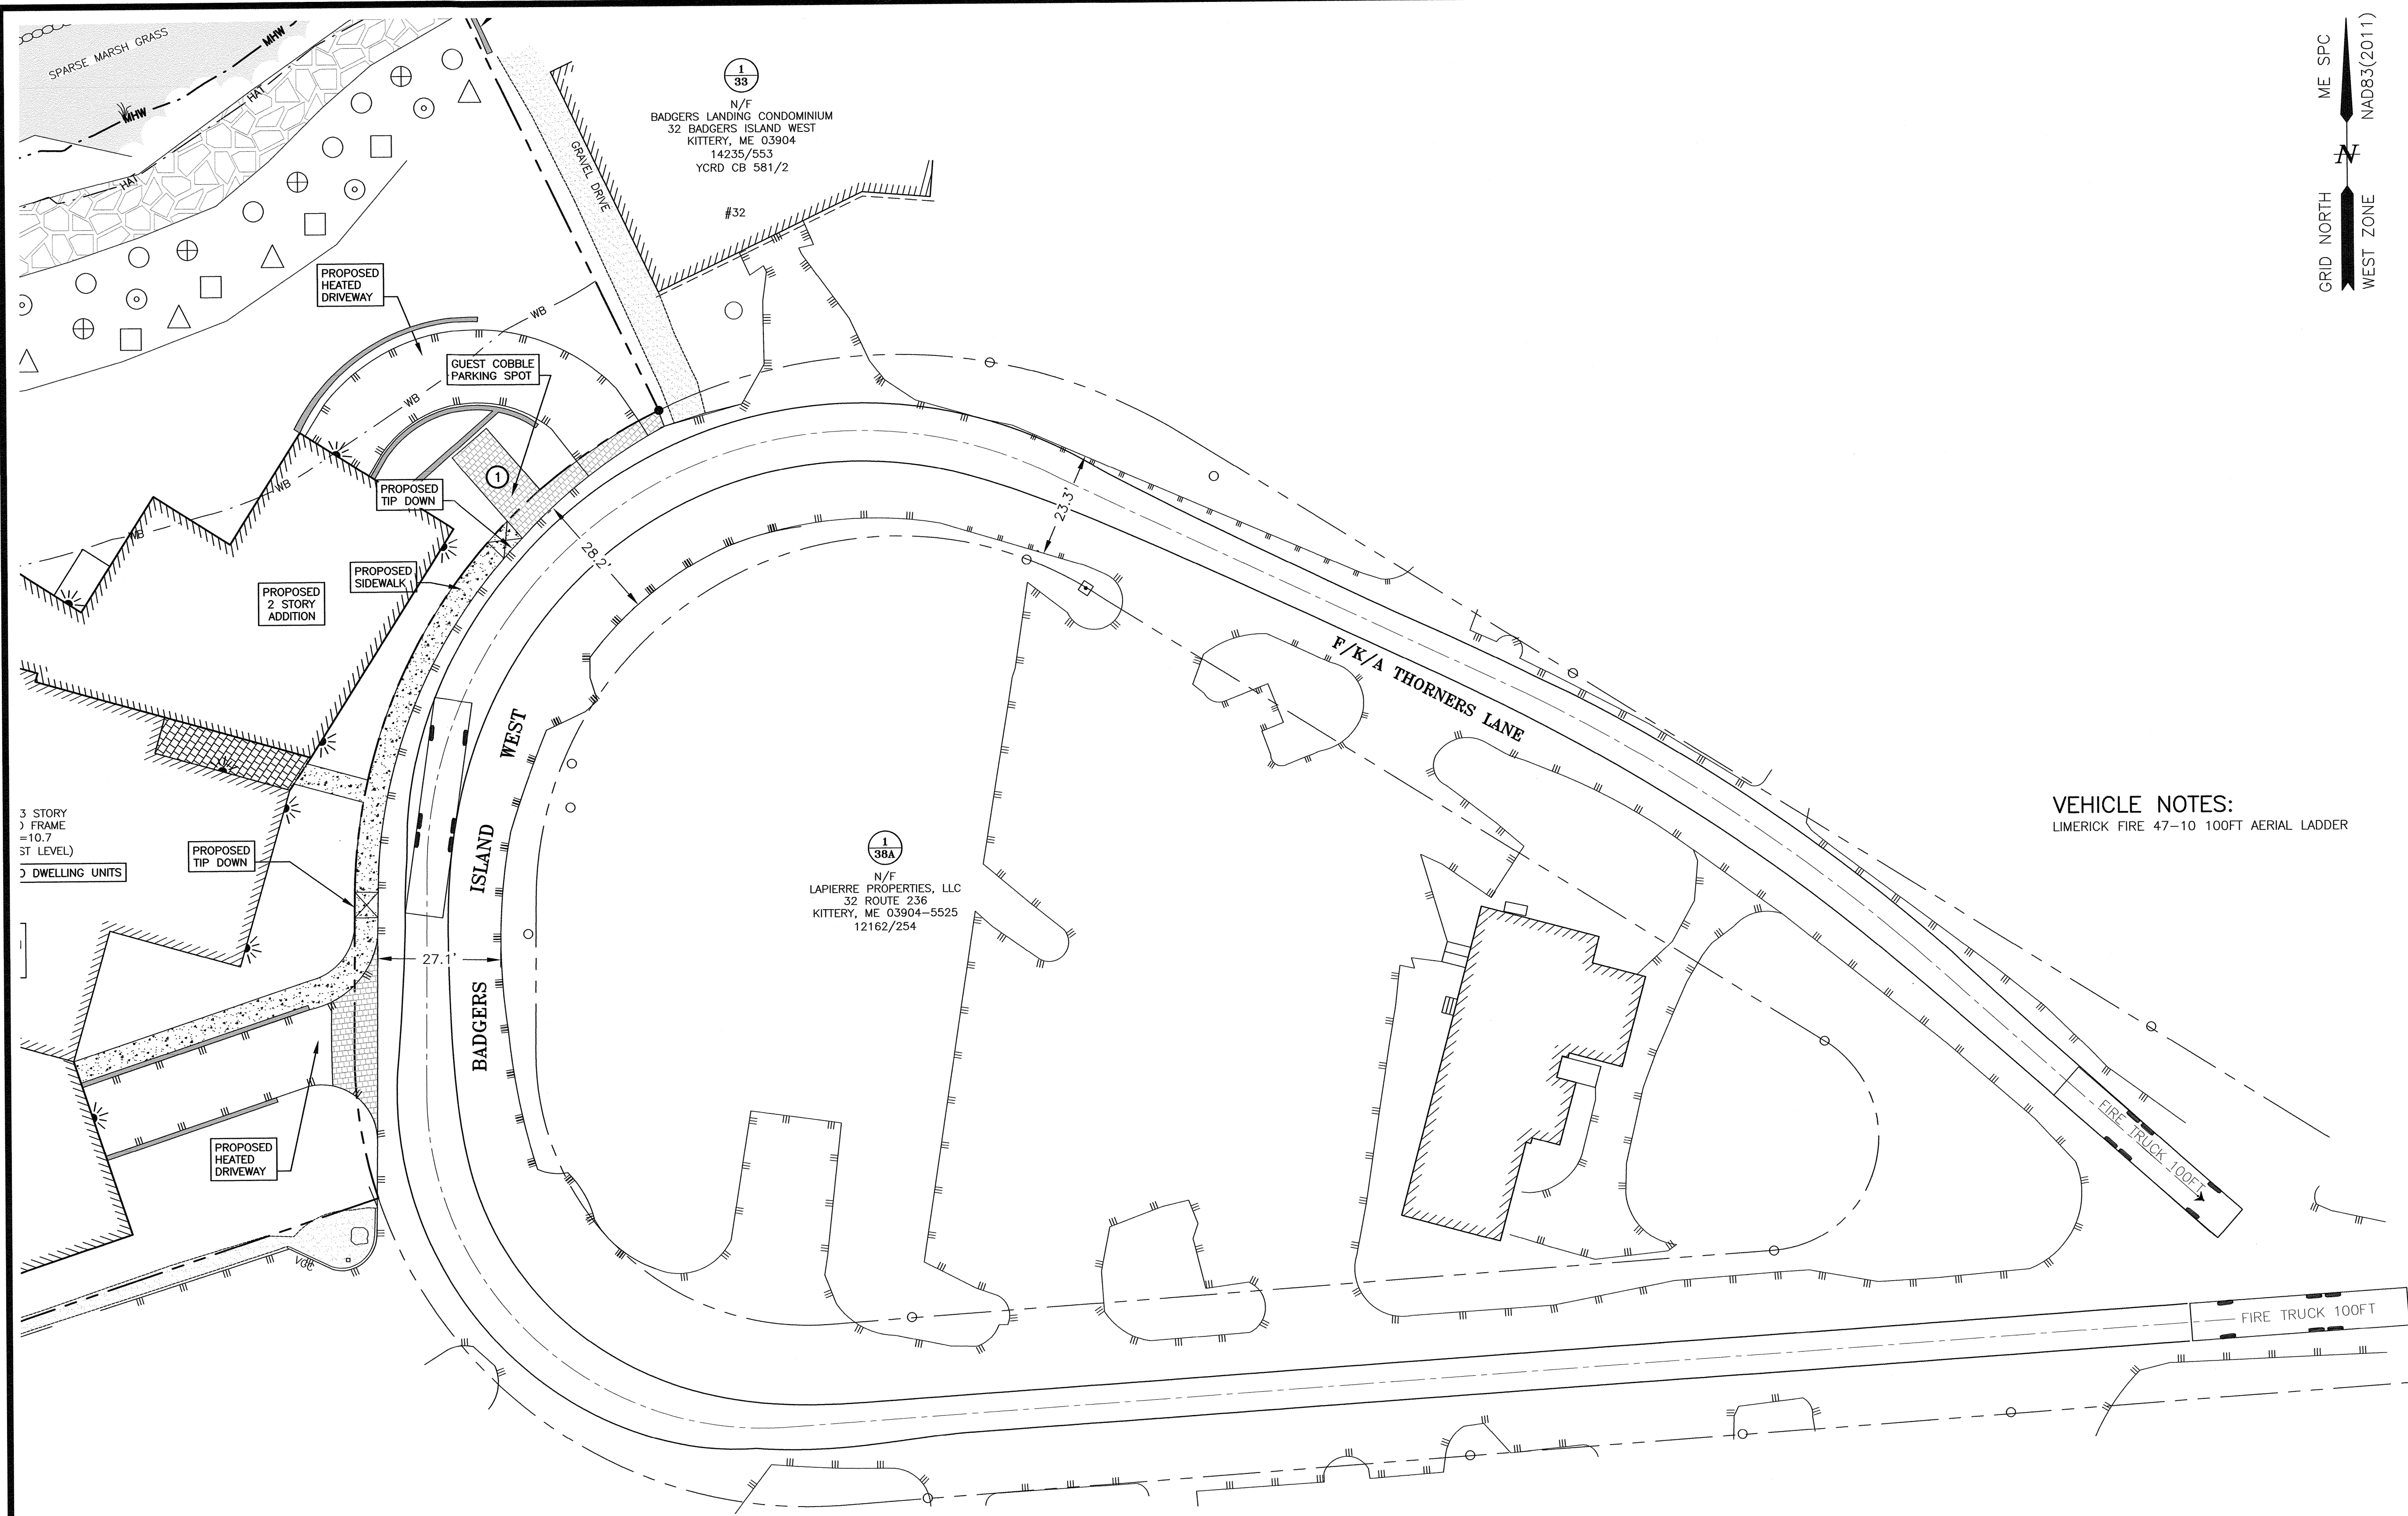 SPARSE MARSH GRASS
MHW
MHW
HAT
HAT
1
33
N/F
BADGERS LANDING CONDOMINIUM
32 BADGERS ISLAND WEST
KITTERY, ME 03904
14235/553
YCRD CB 581/2
#32
GRAVEL DRIVE
ME SPC
NAD83(2011)
N
GRID NORTH
WEST ZONE
PROPOSED
HEATED
DRIVEWAY
WB
GUEST COBBLE
PARKING SPOT
WB
WB
WB
1
PROPOSED
TIP DOWN
PROPOSED
SIDEWALK
PROPOSED
2 STORY
ADDITION
28.2'
23.3'
F/K/A THORNERS LANE
BADGERS ISLAND WEST
3 STORY
FRAME
=10.7
ST LEVEL)
DWELLING UNITS
PROPOSED
TIP DOWN
27.1'
1
38A
N/F
LAPIERRE PROPERTIES, LLC
32 ROUTE 236
KITTERY, ME 03904-5525
12162/254
VEHICLE NOTES:
LIMERICK FIRE 47-10 100FT AERIAL LADDER
PROPOSED
HEATED
DRIVEWAY
VGC
FIRE TRUCK 100FT
FIRE TRUCK 100FT